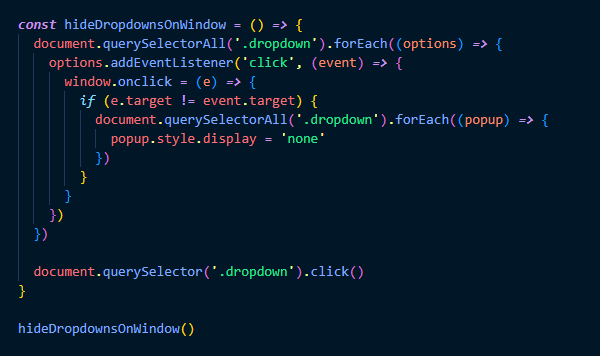 const hideDropdownsOnWindow = () => {
  document.querySelectorAll('.dropdown').forEach((options) => {
    options.addEventListener('click', (event) => {
      window.onclick = (e) => {
        if (e.target != event.target) {
          document.querySelectorAll('.dropdown').forEach((popup) => {
            popup.style.display = 'none'
          })
        }
      }
    })
  })

  document.querySelector('.dropdown').click()
}

hideDropdownsOnWindow()